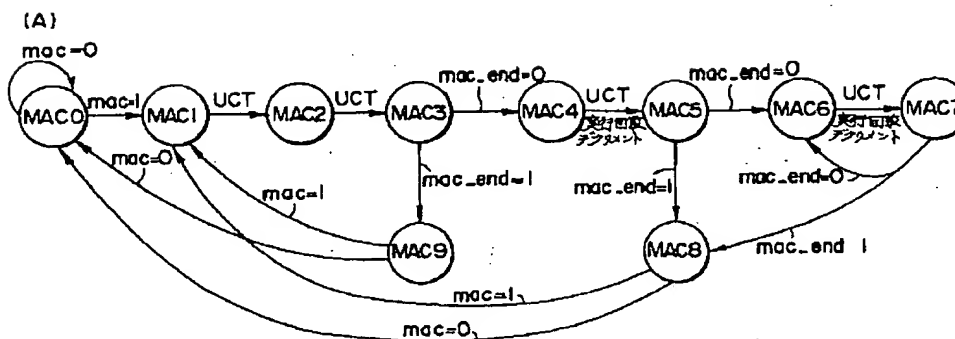 (A)
mac=0
MAC0
mac=1
MAC1
UCT
MAC2
UCT
MAC3
mac_end=0
MAC4
UCT
実行回数
デクリメント
MAC5
mac_end=0
MAC6
UCT
実行回数
デクリメント
MAC7
mac=0
mac=1
mac_end=1
mac_end=1
mac_end=0
MAC9
MAC8
mac_end 1
mac=1
mac=0